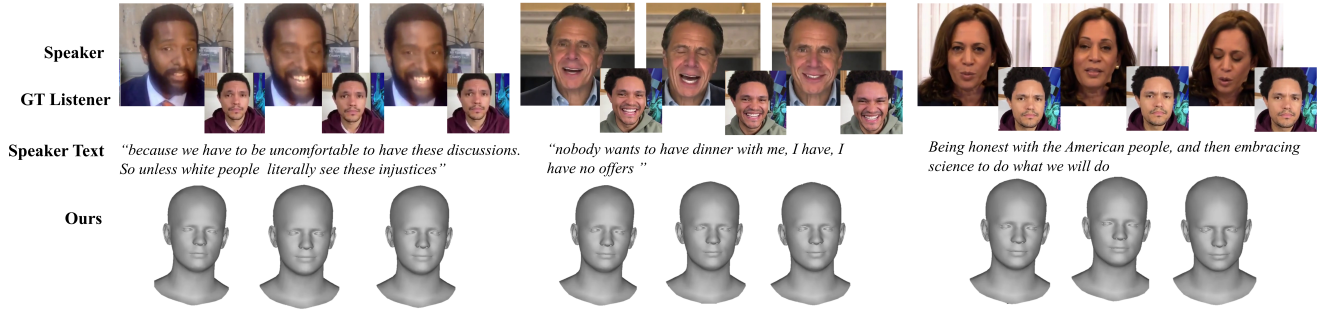 Speaker
GT Listener
Speaker Text
“because we have to be uncomfortable to have these discussions.
So unless white people literally see these injustices”
“nobody wants to have dinner with me, I have, I
have no offers ”
Being honest with the American people, and then embracing
science to do what we will do
Ours